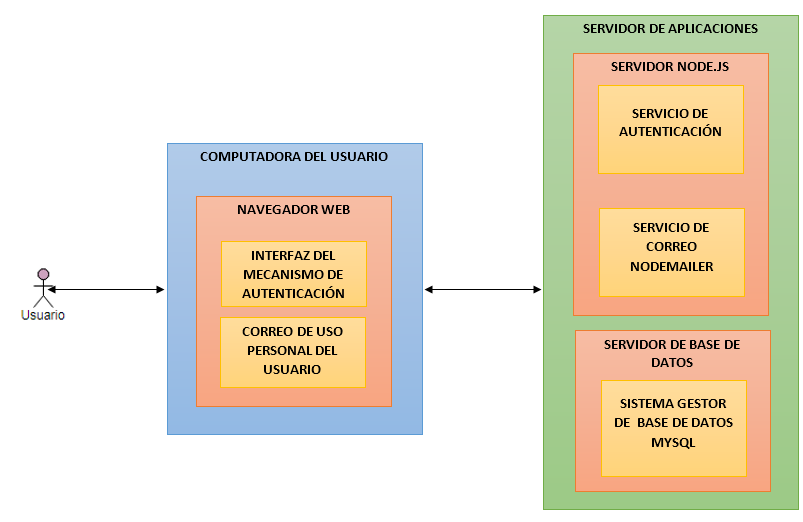 Usuario
COMPUTADORA DEL USUARIO
NAVEGADOR WEB
INTERFAZ DEL
MECANISMO DE
AUTENTICACIÓN
CORREO DE USO
PERSONAL DEL
USUARIO
SERVIDOR DE APLICACIONES
SERVIDOR NODE.JS
SERVICIO DE
AUTENTICACIÓN
SERVICIO DE
CORREO
NODEMAILER
SERVIDOR DE BASE DE
DATOS
SISTEMA GESTOR
DE BASE DE DATOS
MYSQL